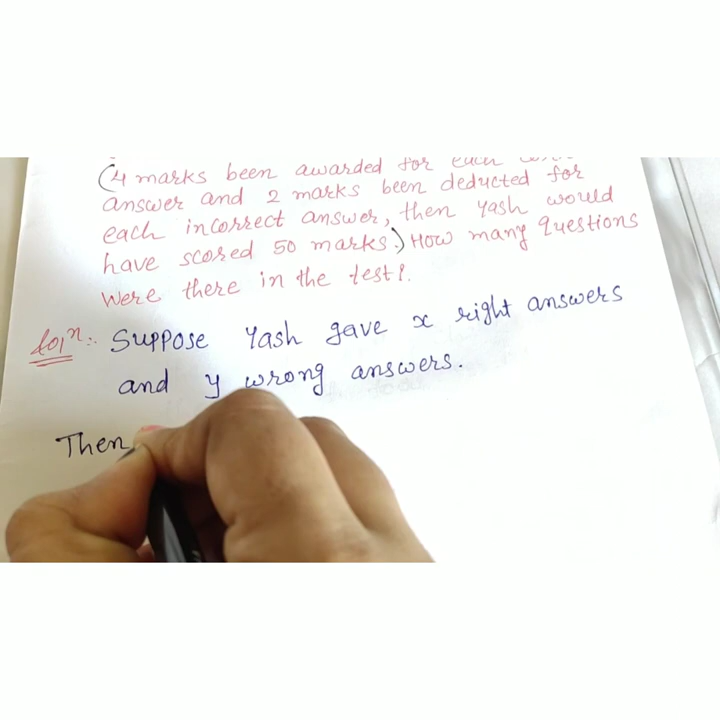 (4 marks been awarded for each
answer and 2 marks been deducted for
each incorrect answer, then Yash would
have scored 50 marks.) How many questions
were there in the test?
Solⁿ:- Suppose Yash gave x right answers
and y wrong answers.
Then